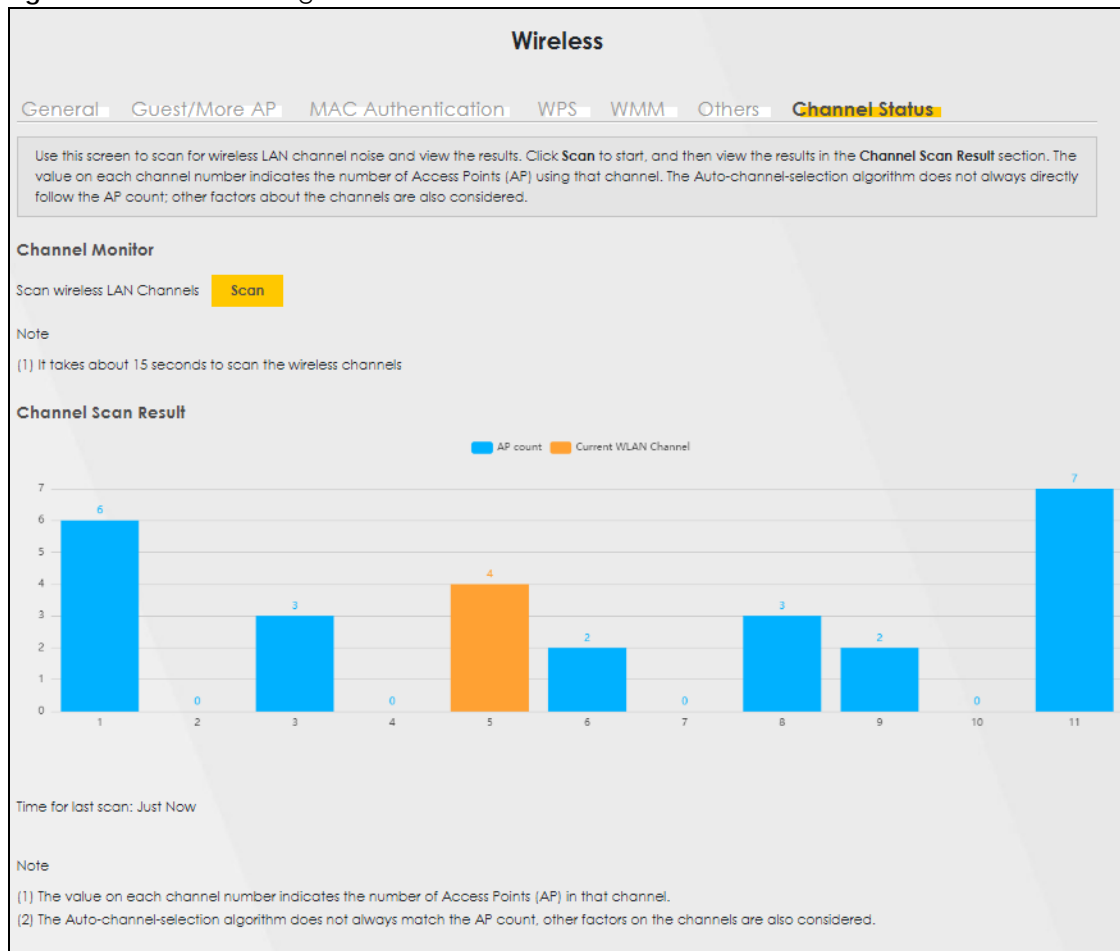 Wireless
General Guest/More AP MAC Authentication WPS WMM Others Channel Status
Use this screen to scan for wireless LAN channel noise and view the results. Click Scan to start, and then view the results in the Channel Scan Result section. The
value on each channel number indicates the number of Access Points (AP) using that channel. The Auto-channel-selection algorithm does not always directly
follow the AP count; other factors about the channels are also considered.
Channel Monitor
Scan wireless LAN Channels Scan
Note
(1) It takes about 15 seconds to scan the wireless channels
Channel Scan Result
AP count Current WLAN Channel
7
7
6
6
5
4
4
3
3
3
2
2
2
1
0
0
0
0
0
1 2 3 4 5 6 7 8 9 10 11
Time for last scan: Just Now
Note
(1) The value on each channel number indicates the number of Access Points (AP) in that channel.
(2) The Auto-channel-selection algorithm does not always match the AP count, other factors on the channels are also considered.